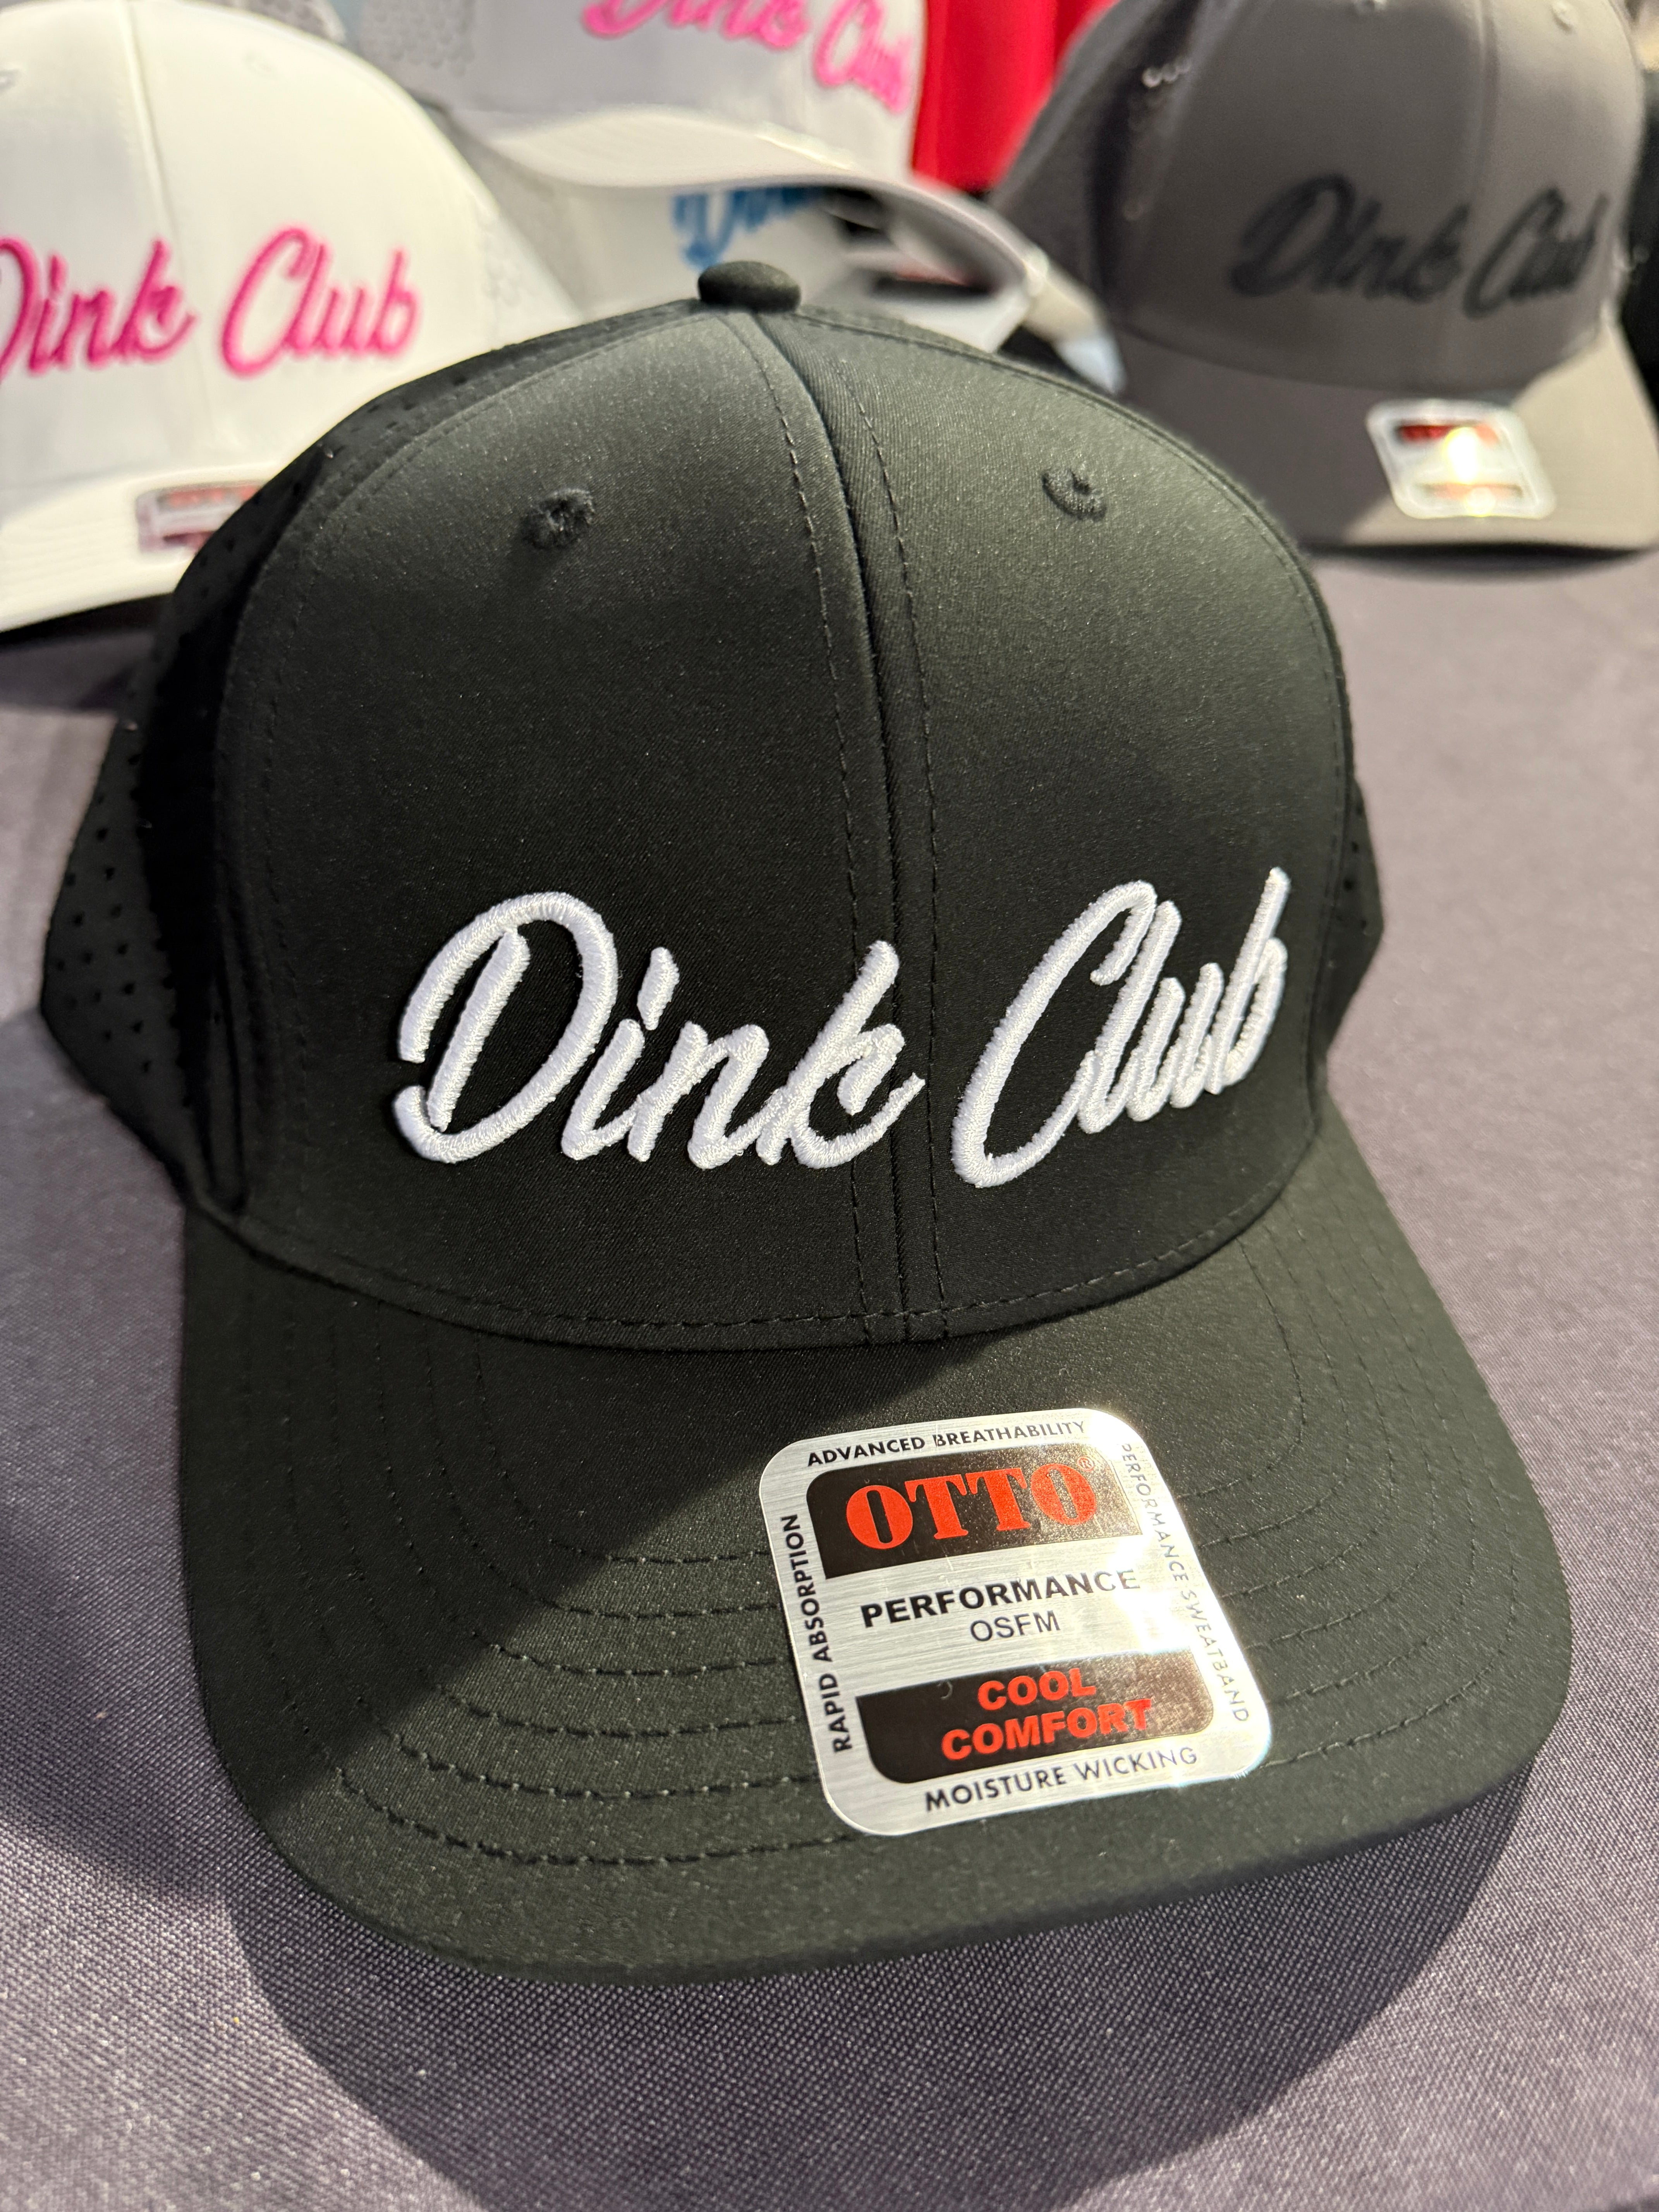 Dink Club
Dink Club
Dink Club
Dink Club
ADVANCED BREATHABILITY
OTTO®
PERFORMANCE
OSFM
COOL
COMFORT
MOISTURE WICKING
RAPID ABSORPTION
PERFORMANCE SWEATBAND